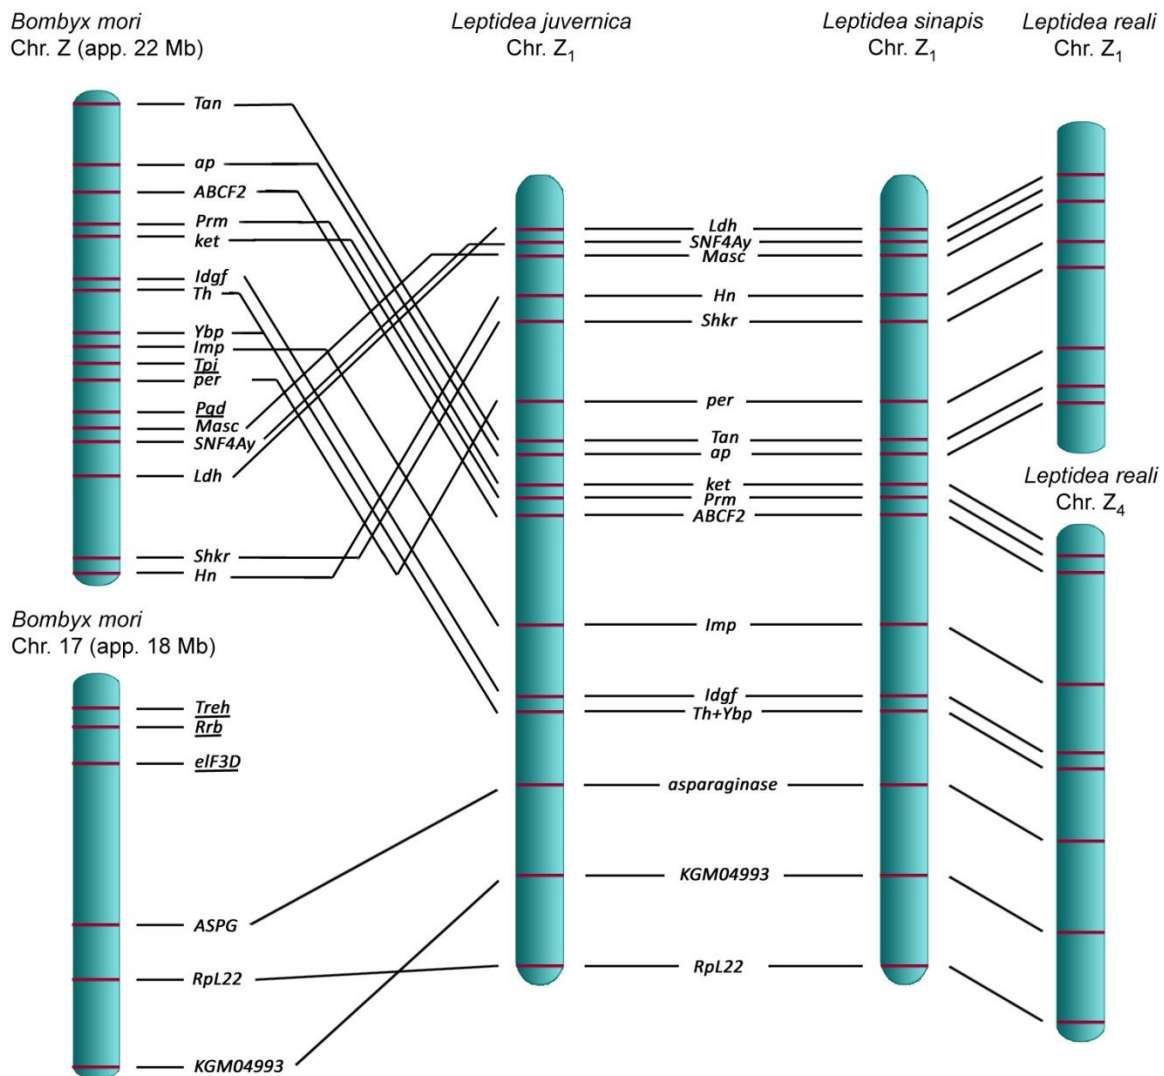 Bombyx mori
Chr. Z (app. 22 Mb)
Tan
ap
ABCF2
Prm
ket
Idgf
Th
Ybp
Imp
Tpi
per
Pgd
Masc
SNF4Ay
Ldh
Shkr
Hn
Bombyx mori
Chr. 17 (app. 18 Mb)
Treh
Rrb
eIF3D
ASPG
RpL22
KGM04993
Leptidea juvernica
Chr. Z₁
Leptidea sinapis
Chr. Z₁
Ldh
SNF4Ay
Masc
Hn
Shkr
per
Tan
ap
ket
Prm
ABCF2
Imp
Idgf
Th+Ybp
asparaginase
KGM04993
RpL22
Leptidea reali
Chr. Z₁
Leptidea reali
Chr. Z₄